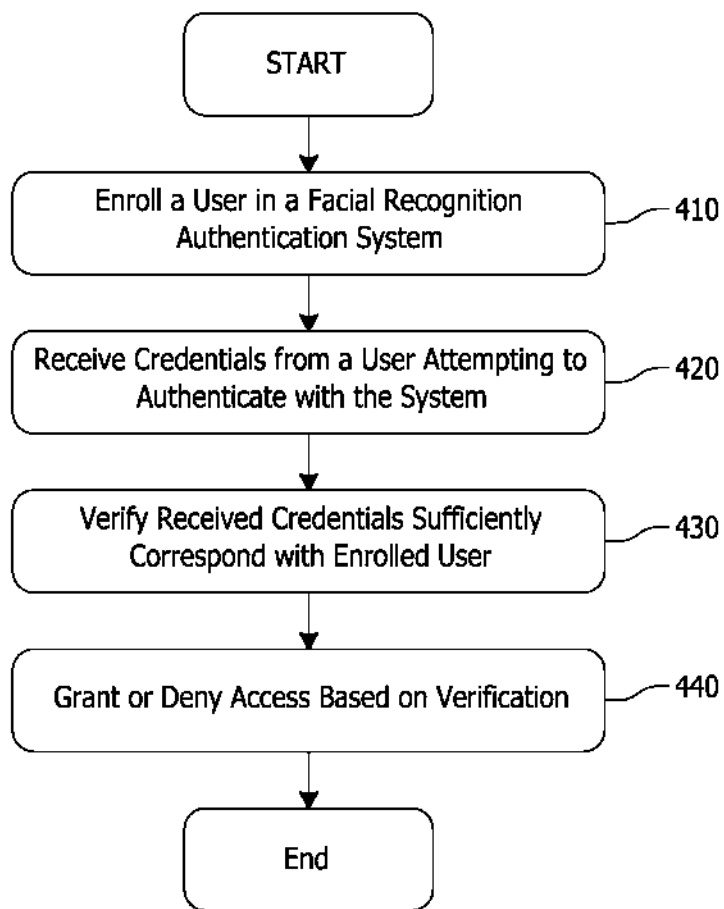 START
Enroll a User in a Facial Recognition
Authentication System
410
Receive Credentials from a User Attempting to
Authenticate with the System
420
Verify Received Credentials Sufficiently
Correspond with Enrolled User
430
Grant or Deny Access Based on Verification
440
End